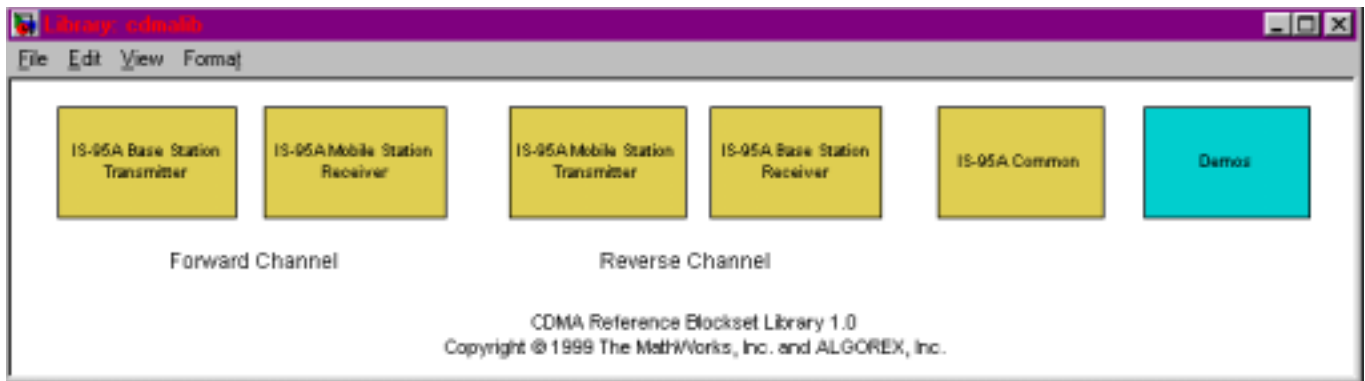 Library: cdmalib
File Edit View Format
IS-95A Base Station
Transmitter
IS-95A Mobile Station
Receiver
IS-95A Mobile Station
Transmitter
IS-95A Base Station
Receiver
IS-95A Common
Demos
Forward Channel
Reverse Channel
CDMA Reference Blockset Library 1.0
Copyright © 1999 The MathWorks, Inc. and ALGOREX, Inc.